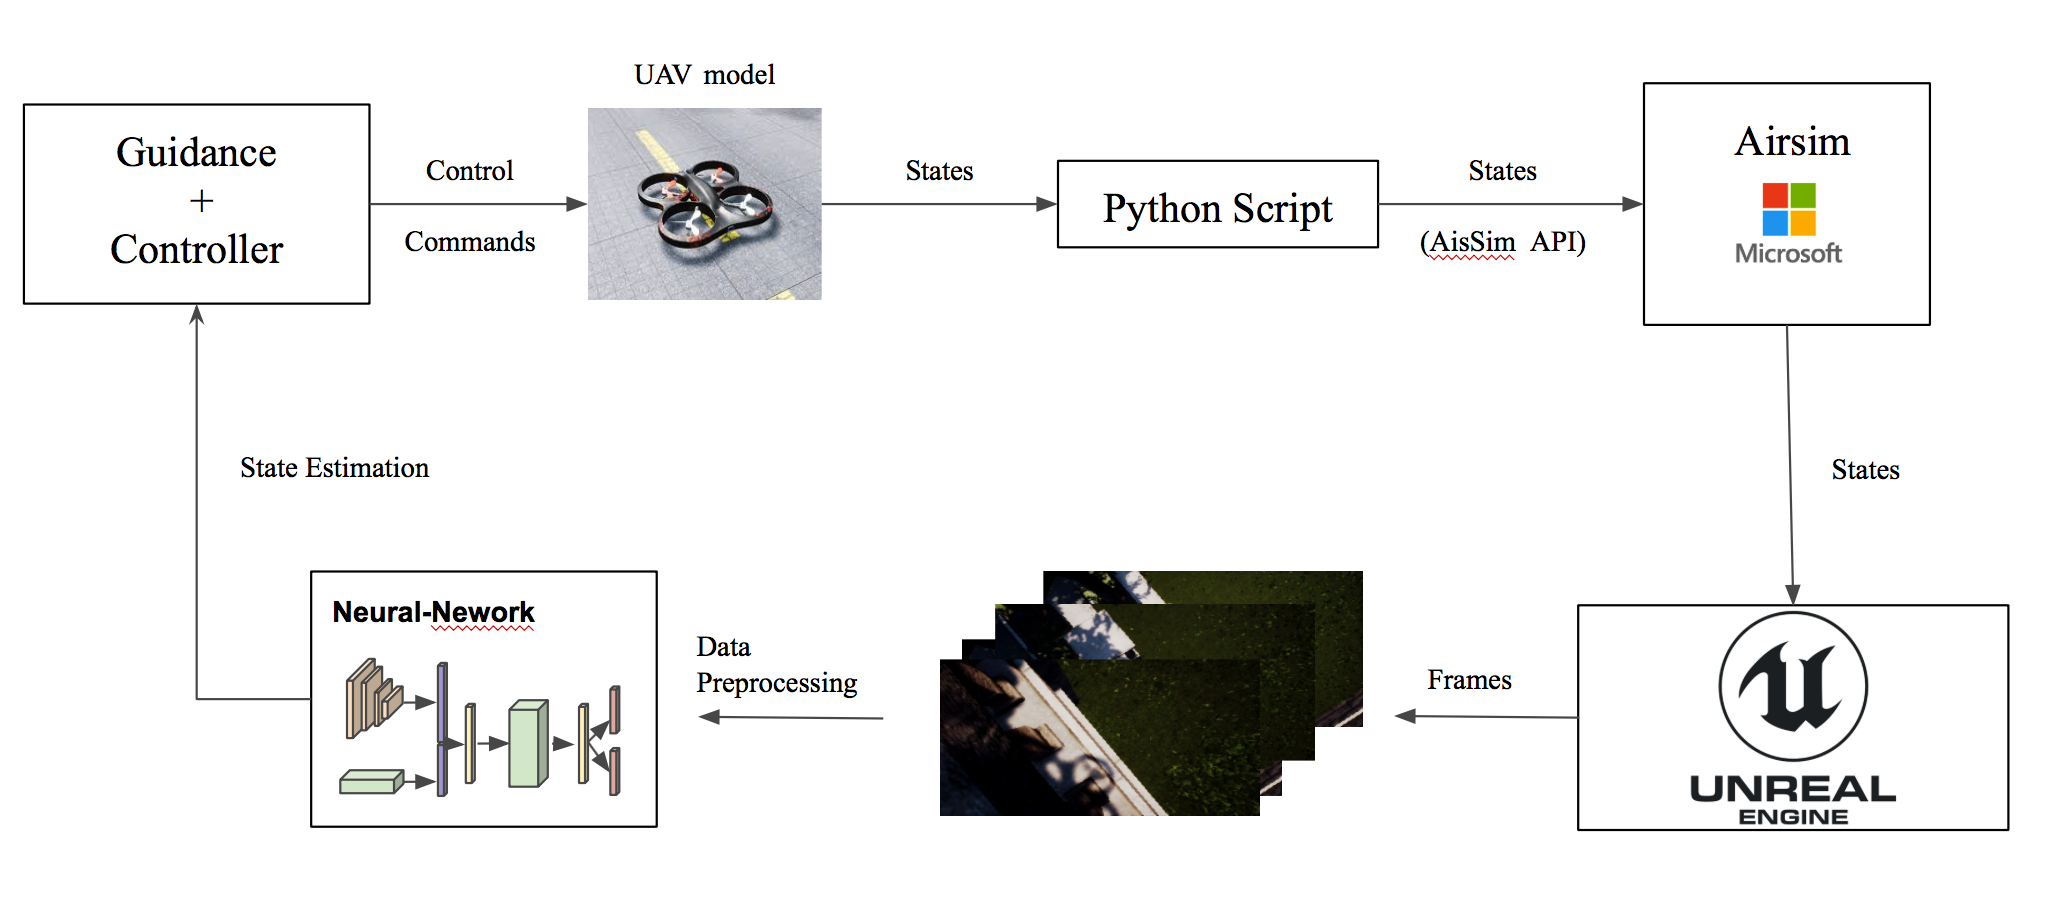 UAV model
Guidance
+
Controller
Control
Commands
States
Python Script
States
(AisSim API)
Airsim
Microsoft
State Estimation
States
Neural-Nework
Data
Preprocessing
Frames
UNREAL
ENGINE